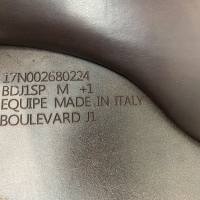 17N002680224
BDJ1SP M +1
EQUIPE MADE IN ITALY
BOULEVARD J1